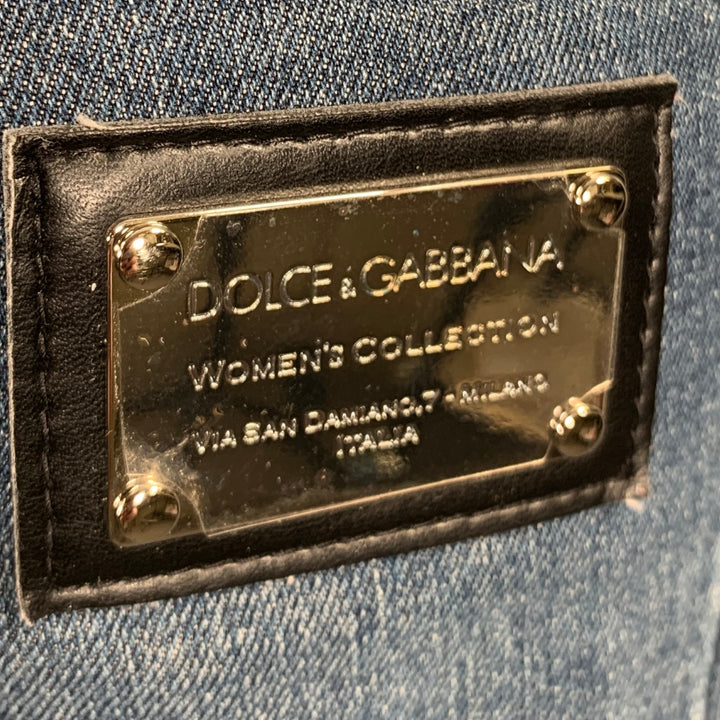 DOLCE & GABBANA
WOMEN'S COLLECTION
VIA SAN DAMIANO,7 - MILANO
ITALIA